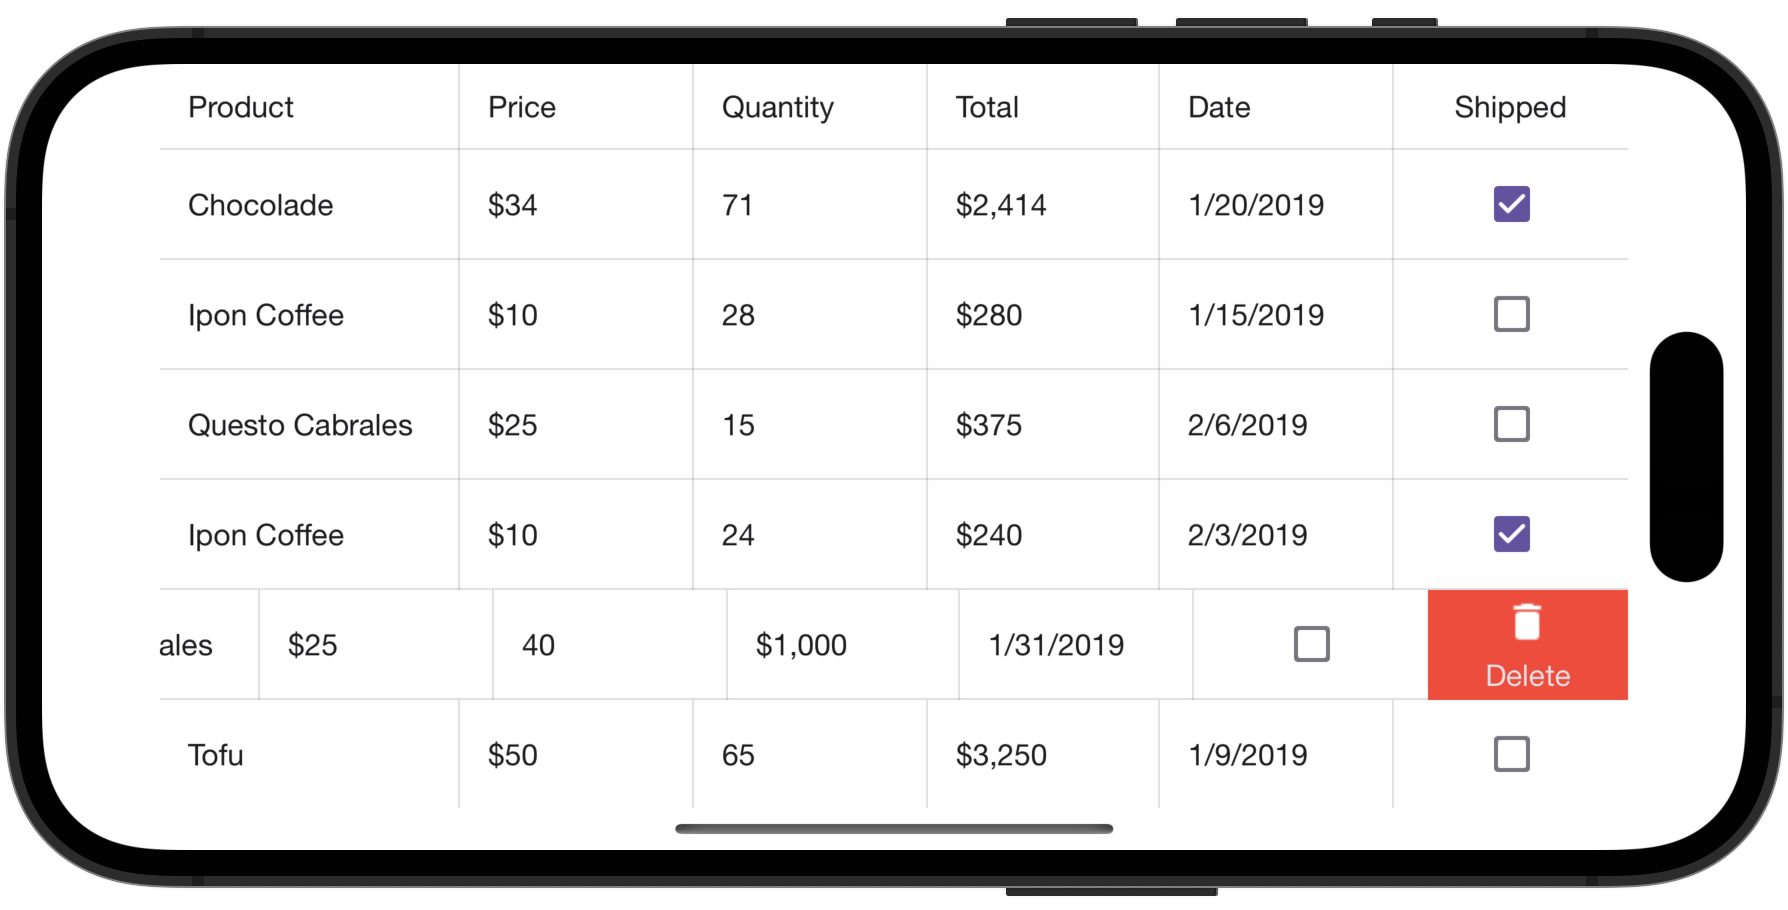 Product Price Quantity Total Date Shipped
Chocolade $34 71 $2,414 1/20/2019
Ipon Coffee $10 28 $280 1/15/2019
Questo Cabrales $25 15 $375 2/6/2019
Ipon Coffee $10 24 $240 2/3/2019
ales $25 40 $1,000 1/31/2019 Delete
Tofu $50 65 $3,250 1/9/2019